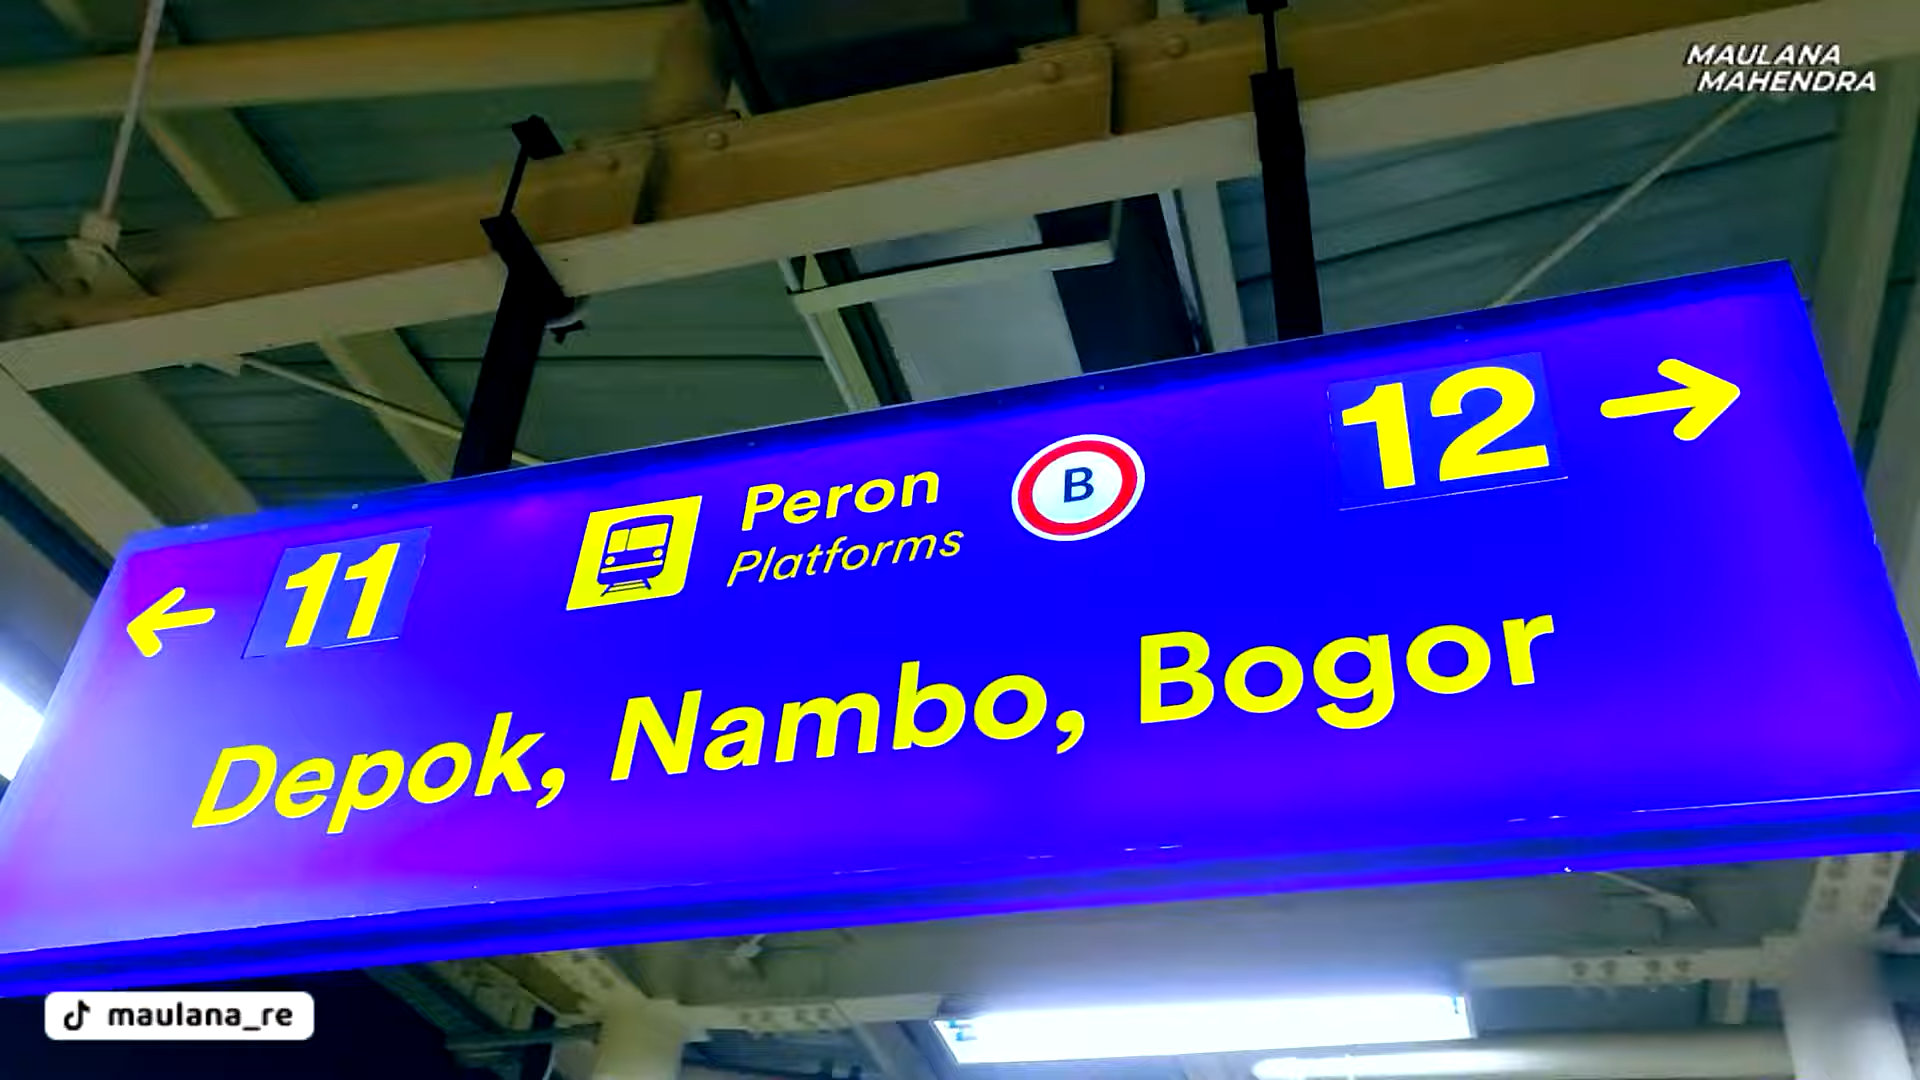 MAULANA
MAHENDRA
← 11
Peron
Platforms
B
12 →
Depok, Nambo, Bogor
maulana_re